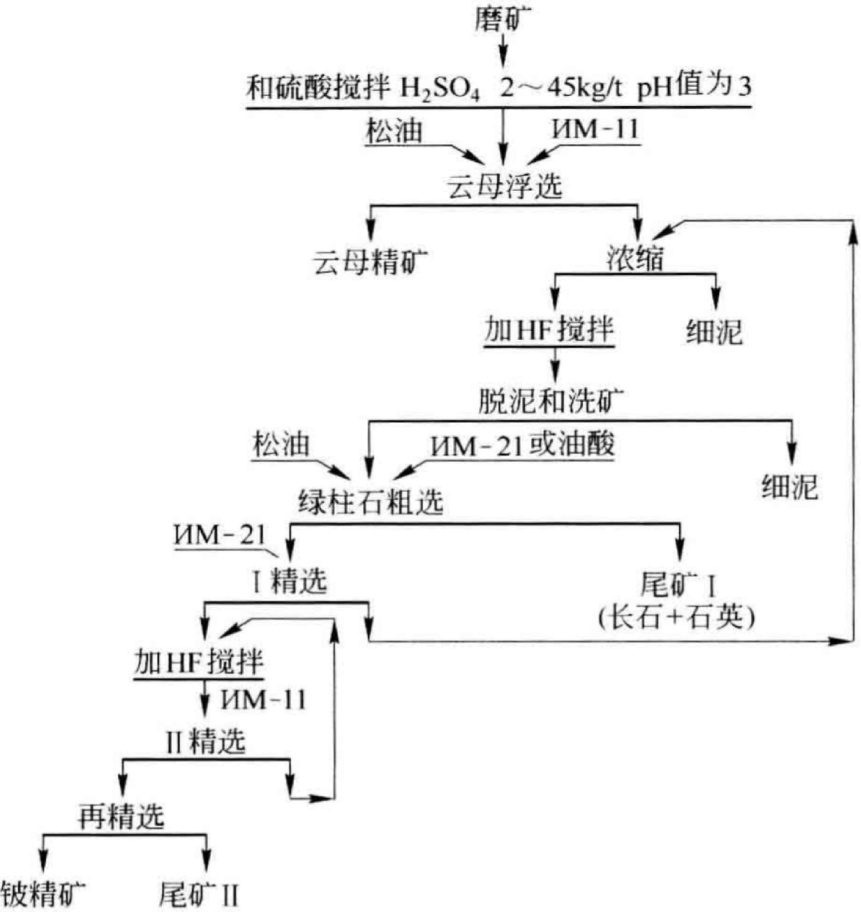 磨矿
和硫酸搅拌 H₂SO₄ 2～45kg/t pH值为3
松油
ИМ-11
云母浮选
云母精矿
浓缩
加HF搅拌
细泥
脱泥和洗矿
松油
ИМ-21或油酸
细泥
绿柱石粗选
ИМ-21
Ⅰ精选
尾矿Ⅰ
(长石+石英)
加HF搅拌
ИМ-11
Ⅱ精选
再精选
铍精矿
尾矿Ⅱ